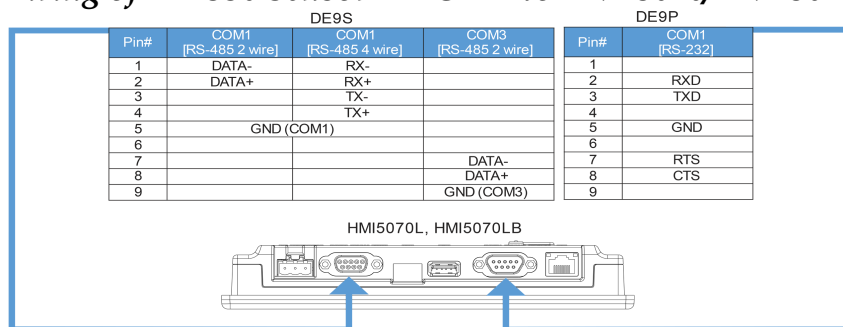 DE9S
Pin# COM1 [RS-485 2 wire] COM1 [RS-485 4 wire] COM3 [RS-485 2 wire]
1 DATA- RX-
2 DATA+ RX+
3 TX-
4 TX+
5 GND (COM1)
6
7 DATA-
8 DATA+
9 GND (COM3)
DE9P
Pin# COM1 [RS-232]
1
2 RXD
3 TXD
4
5 GND
6
7 RTS
8 CTS
9
HMI5070L, HMI5070LB